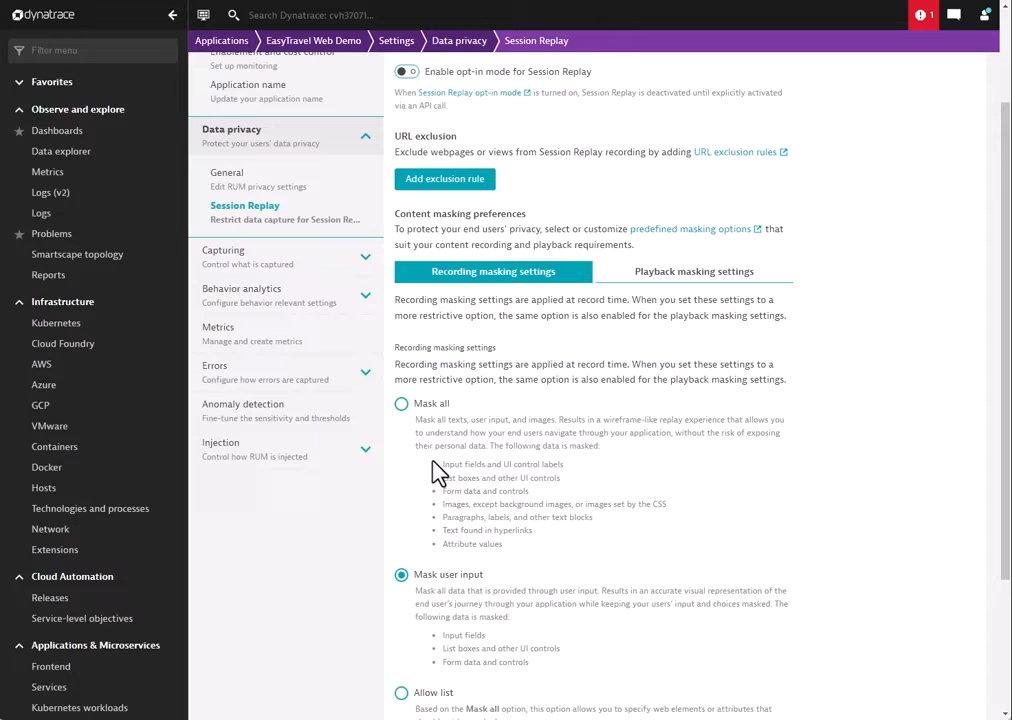 dynatrace
Search Dynatrace: cvh37071...
1
Filter menu
Favorites
Observe and explore
Dashboards
Data explorer
Metrics
Logs (v2)
Logs
Problems
Smartscape topology
Reports
Infrastructure
Kubernetes
Cloud Foundry
AWS
Azure
GCP
VMware
Containers
Docker
Hosts
Technologies and processes
Network
Extensions
Cloud Automation
Releases
Service-level objectives
Applications & Microservices
Frontend
Services
Kubernetes workloads
Applications
EasyTravel Web Demo
Settings
Data privacy
Session Replay
Enablement and cost control
Set up monitoring
Application name
Update your application name
Data privacy
Protect your users' data privacy
General
Edit RUM privacy settings
Session Replay
Restrict data capture for Session Re...
Capturing
Control what is captured
Behavior analytics
Configure behavior relevant settings
Metrics
Manage and create metrics
Errors
Configure how errors are captured
Anomaly detection
Fine-tune the sensitivity and thresholds
Injection
Control how RUM is injected
Enable opt-in mode for Session Replay
When Session Replay opt-in mode is turned on, Session Replay is deactivated until explicitly activated
via an API call.
URL exclusion
Exclude webpages or views from Session Replay recording by adding URL exclusion rules
Add exclusion rule
Content masking preferences
To protect your end users' privacy, select or customize predefined masking options that
suit your content recording and playback requirements.
Recording masking settings
Playback masking settings
Recording masking settings are applied at record time. When you set these settings to a
more restrictive option, the same option is also enabled for the playback masking settings.
Recording masking settings
Recording masking settings are applied at record time. When you set these settings to a
more restrictive option, the same option is also enabled for the playback masking settings.
Mask all
Mask all texts, user input, and images. Results in a wireframe-like replay experience that allows you
to understand how your end users navigate through your application, without the risk of exposing
their personal data. The following data is masked:
Input fields and UI control labels
List boxes and other UI controls
Form data and controls
Images, except background images, or images set by the CSS
Paragraphs, labels, and other text blocks
Text found in hyperlinks
Attribute values
Mask user input
Mask all data that is provided through user input. Results in an accurate visual representation of the
end user's journey through your application while keeping your users' input and choices masked. The
following data is masked:
Input fields
List boxes and other UI controls
Form data and controls
Allow list
Based on the Mask all option, this option allows you to specify web elements or attributes that